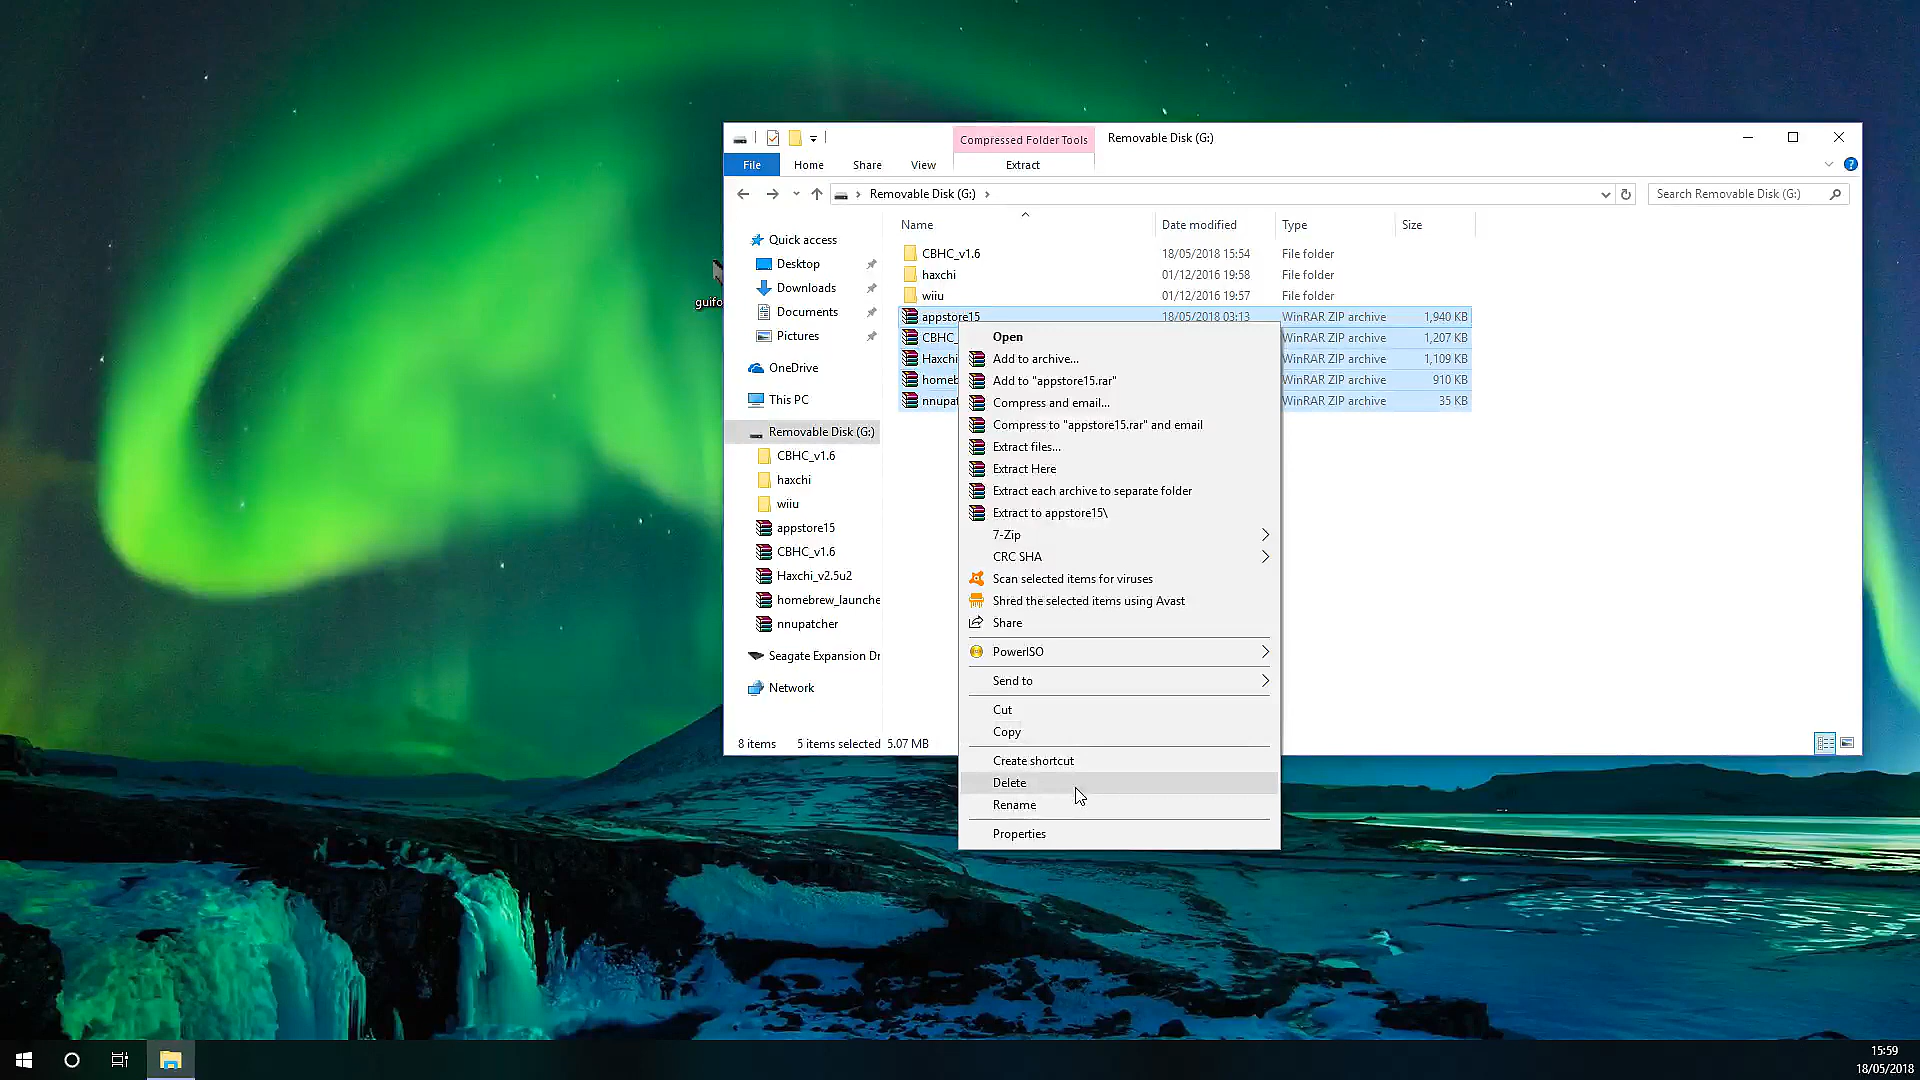 Compressed Folder Tools
Removable Disk (G:)
File
Home
Share
View
Extract
Removable Disk (G:)
Search Removable Disk (G:)
Name
Date modified
Type
Size
Quick access
Desktop
Downloads
Documents
Pictures
OneDrive
This PC
Removable Disk (G:)
CBHC_v1.6
haxchi
wiiu
appstore15
CBHC_v1.6
Haxchi_v2.5u2
homebrew_launche
nnupatcher
Seagate Expansion Dr
Network
CBHC_v1.6 18/05/2018 15:54 File folder
haxchi 01/12/2016 19:58 File folder
wiiu 01/12/2016 19:57 File folder
appstore15 18/05/2018 03:13 WinRAR ZIP archive 1,940 KB
CBHC_ WinRAR ZIP archive 1,207 KB
Haxchi WinRAR ZIP archive 1,109 KB
homeb WinRAR ZIP archive 910 KB
nnupat WinRAR ZIP archive 35 KB
Open
Add to archive...
Add to "appstore15.rar"
Compress and email...
Compress to "appstore15.rar" and email
Extract files...
Extract Here
Extract each archive to separate folder
Extract to appstore15\
7-Zip
CRC SHA
Scan selected items for viruses
Shred the selected items using Avast
Share
PowerISO
Send to
Cut
Copy
Create shortcut
Delete
Rename
Properties
8 items 5 items selected 5.07 MB
guifo
15:59
18/05/2018